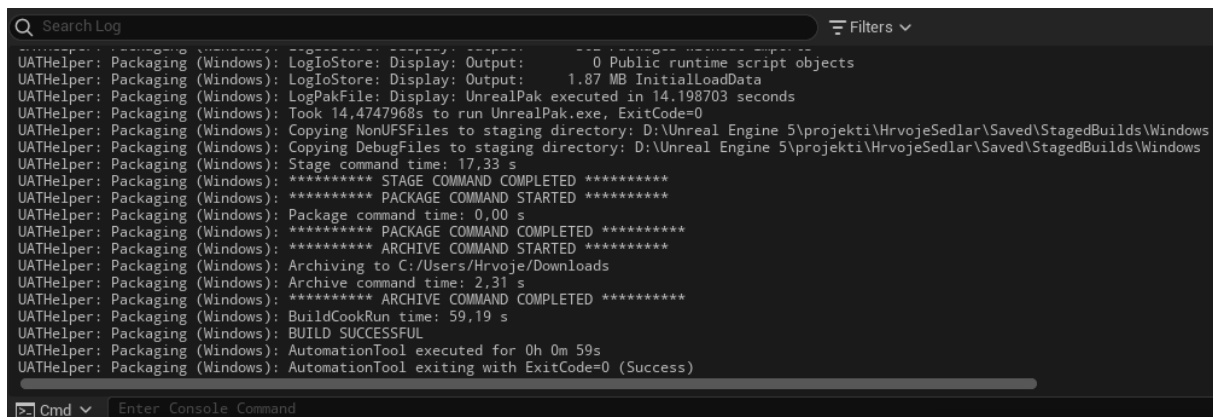 Search Log
Filters
UATHelper: Packaging (Windows): LogIoStore: Display: Output: Packages without imports
UATHelper: Packaging (Windows): LogIoStore: Display: Output: 0 Public runtime script objects
UATHelper: Packaging (Windows): LogIoStore: Display: Output: 1.87 MB InitialLoadData
UATHelper: Packaging (Windows): LogPakFile: Display: UnrealPak executed in 14.198703 seconds
UATHelper: Packaging (Windows): Took 14,4747968s to run UnrealPak.exe, ExitCode=0
UATHelper: Packaging (Windows): Copying NonUFSFiles to staging directory: D:\Unreal Engine 5\projekti\HrvojeSedlar\Saved\StagedBuilds\Windows
UATHelper: Packaging (Windows): Copying DebugFiles to staging directory: D:\Unreal Engine 5\projekti\HrvojeSedlar\Saved\StagedBuilds\Windows
UATHelper: Packaging (Windows): Stage command time: 17,33 s
UATHelper: Packaging (Windows): ********** STAGE COMMAND COMPLETED **********
UATHelper: Packaging (Windows): ********** PACKAGE COMMAND STARTED **********
UATHelper: Packaging (Windows): Package command time: 0,00 s
UATHelper: Packaging (Windows): ********** PACKAGE COMMAND COMPLETED **********
UATHelper: Packaging (Windows): ********** ARCHIVE COMMAND STARTED **********
UATHelper: Packaging (Windows): Archiving to C:/Users/Hrvoje/Downloads
UATHelper: Packaging (Windows): Archive command time: 2,31 s
UATHelper: Packaging (Windows): ********** ARCHIVE COMMAND COMPLETED **********
UATHelper: Packaging (Windows): BuildCookRun time: 59,19 s
UATHelper: Packaging (Windows): BUILD SUCCESSFUL
UATHelper: Packaging (Windows): AutomationTool executed for 0h 0m 59s
UATHelper: Packaging (Windows): AutomationTool exiting with ExitCode=0 (Success)
Cmd Enter Console Command